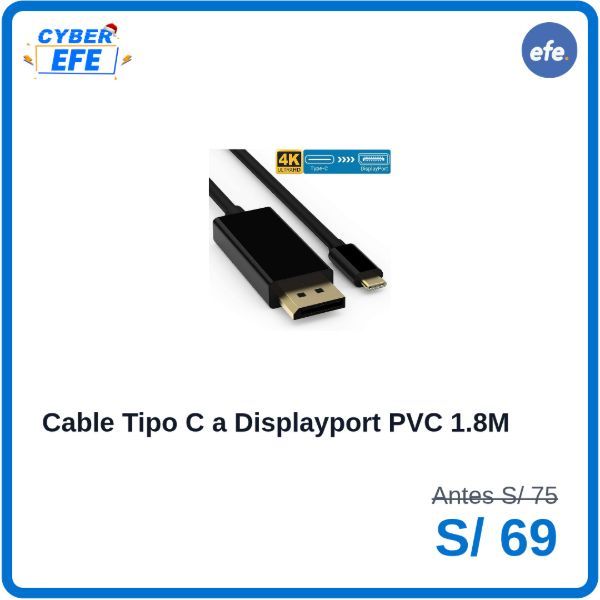 CYBER
EFE
efe.
4K
ULTRA HD
Type-C
DisplayPort
Cable Tipo C a Displayport PVC 1.8M
Antes S/ 75
S/ 69